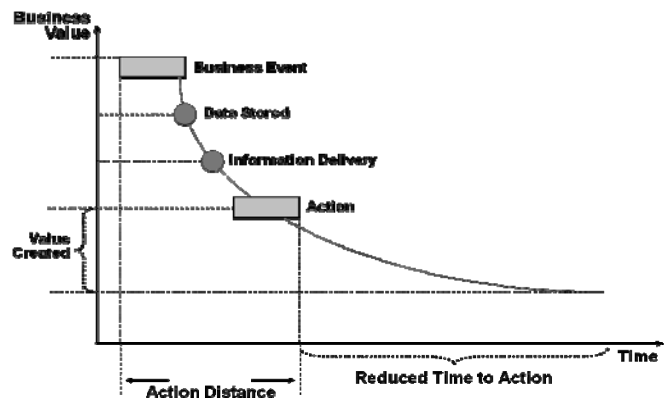 Business
Value
Business Event
Data Stored
Information Delivery
Action
Value
Created
Time
Action Distance
Reduced Time to Action